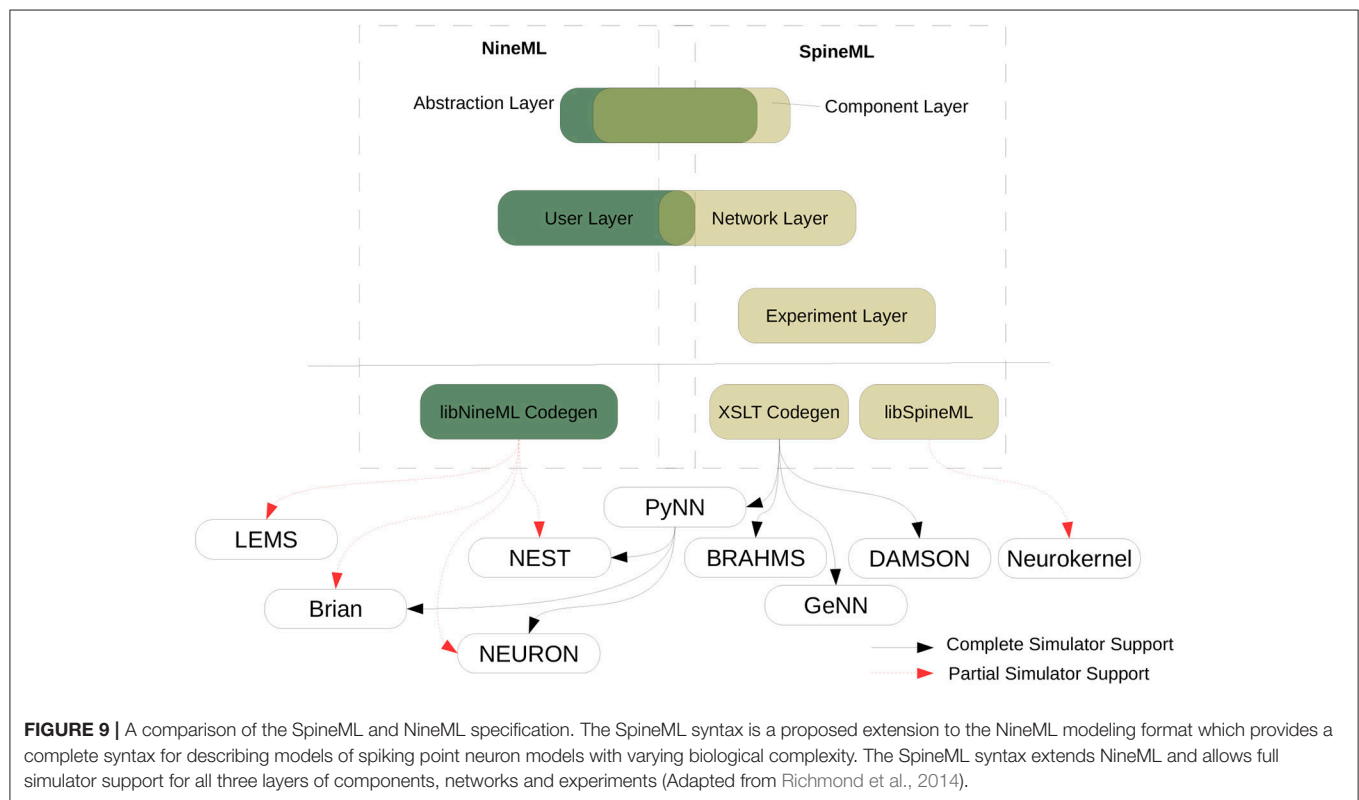 NineML
SpineML
Abstraction Layer
Component Layer
User Layer
Network Layer
Experiment Layer
libNineML Codegen
XSLT Codegen
libSpineML
PyNN
LEMS
NEST
BRAHMS
DAMSON
Neurokernel
Brian
GeNN
NEURON
Complete Simulator Support
Partial Simulator Support
FIGURE 9 | A comparison of the SpineML and NineML specification. The SpineML syntax is a proposed extension to the NineML modeling format which provides a
complete syntax for describing models of spiking point neuron models with varying biological complexity. The SpineML syntax extends NineML and allows full
simulator support for all three layers of components, networks and experiments (Adapted from Richmond et al., 2014).